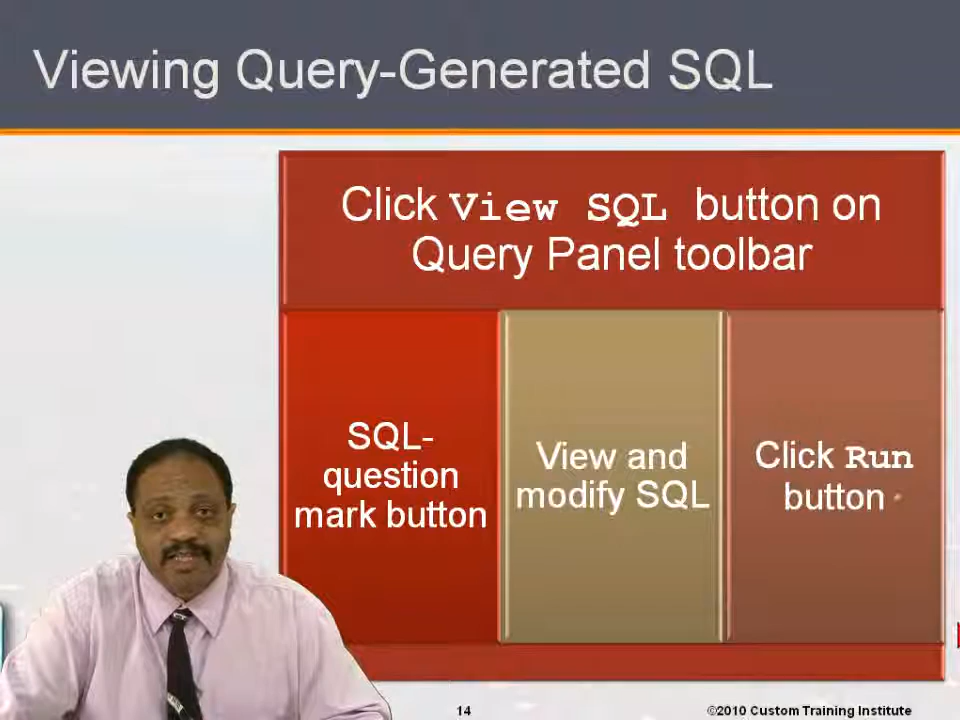 Viewing Query-Generated SQL
Click View SQL button on
Query Panel toolbar
SQL-
question
mark button
View and
modify SQL
Click Run
button
14
©2010 Custom Training Institute